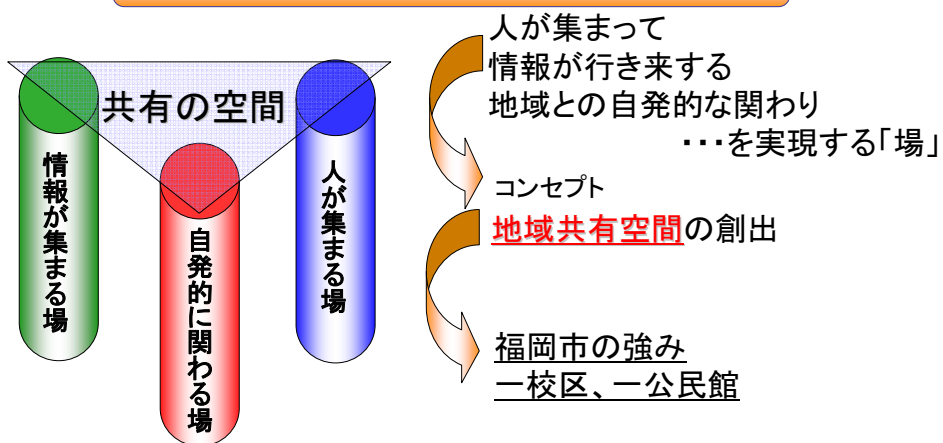 共有の空間
情報が集まる場
自発的に関わる場
人が集まる場
人が集まって
情報が行き来する
地域との自発的な関わり
・・・を実現する「場」
コンセプト
地域共有空間の創出
福岡市の強み
一校区、一公民館